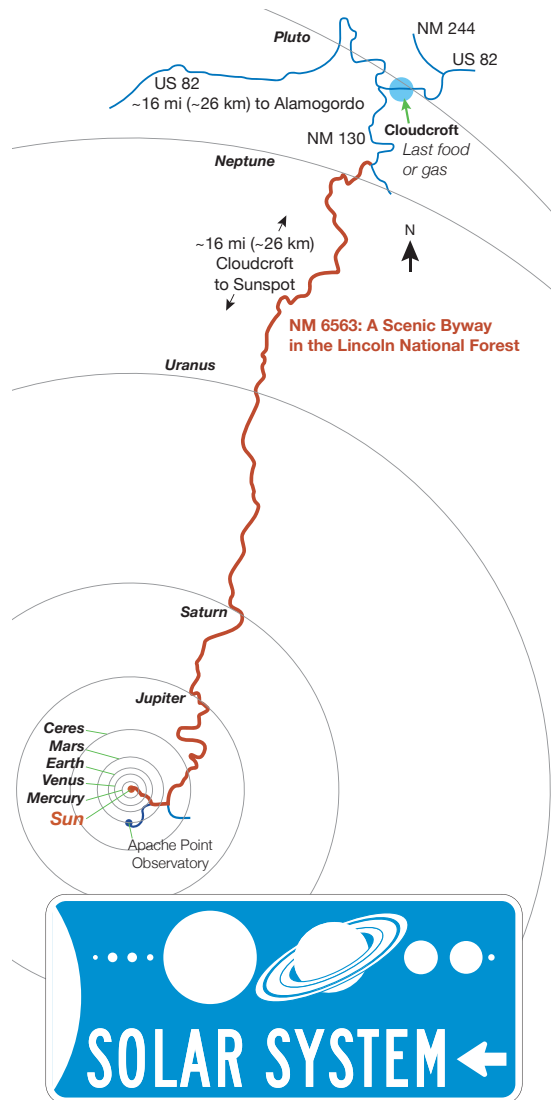 NM 244
Pluto
US 82
US 82
~16 mi (~26 km) to Alamogordo
Cloudcroft
Last food
or gas
NM 130
Neptune
N
~16 mi (~26 km)
Cloudcroft
to Sunspot
NM 6563: A Scenic Byway
in the Lincoln National Forest
Uranus
Saturn
Jupiter
Ceres
Mars
Earth
Venus
Mercury
Sun
Apache Point
Observatory
SOLAR SYSTEM